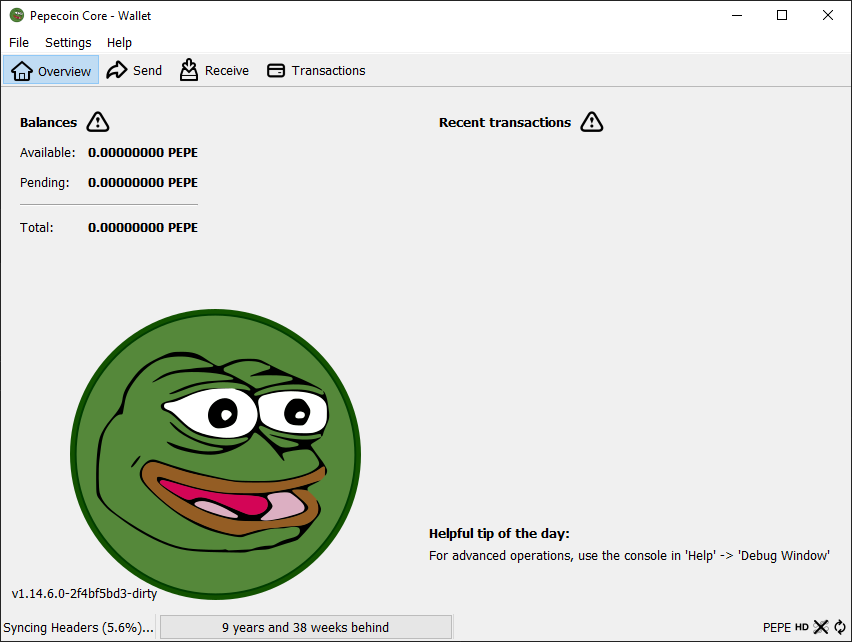 Pepecoin Core - Wallet
File Settings Help
Overview Send Receive Transactions
Balances
Available: 0.00000000 PEPE
Pending: 0.00000000 PEPE
Total: 0.00000000 PEPE
Recent transactions
Helpful tip of the day:
For advanced operations, use the console in 'Help' -> 'Debug Window'
v1.14.6.0-2f4bf5bd3-dirty
Syncing Headers (5.6%)... 9 years and 38 weeks behind PEPE HD